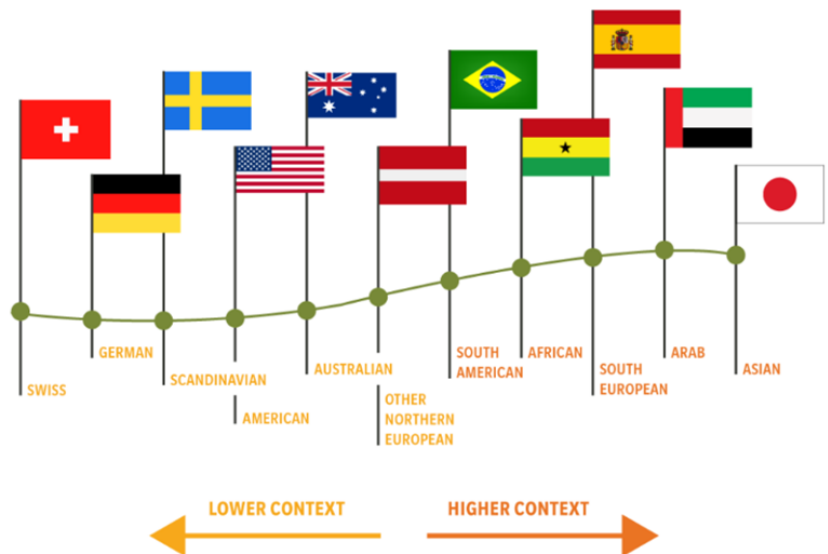 SWISS
GERMAN
SCANDINAVIAN
AMERICAN
AUSTRALIAN
OTHER
NORTHERN
EUROPEAN
SOUTH
AMERICAN
AFRICAN
SOUTH
EUROPEAN
ARAB
ASIAN
LOWER CONTEXT
HIGHER CONTEXT